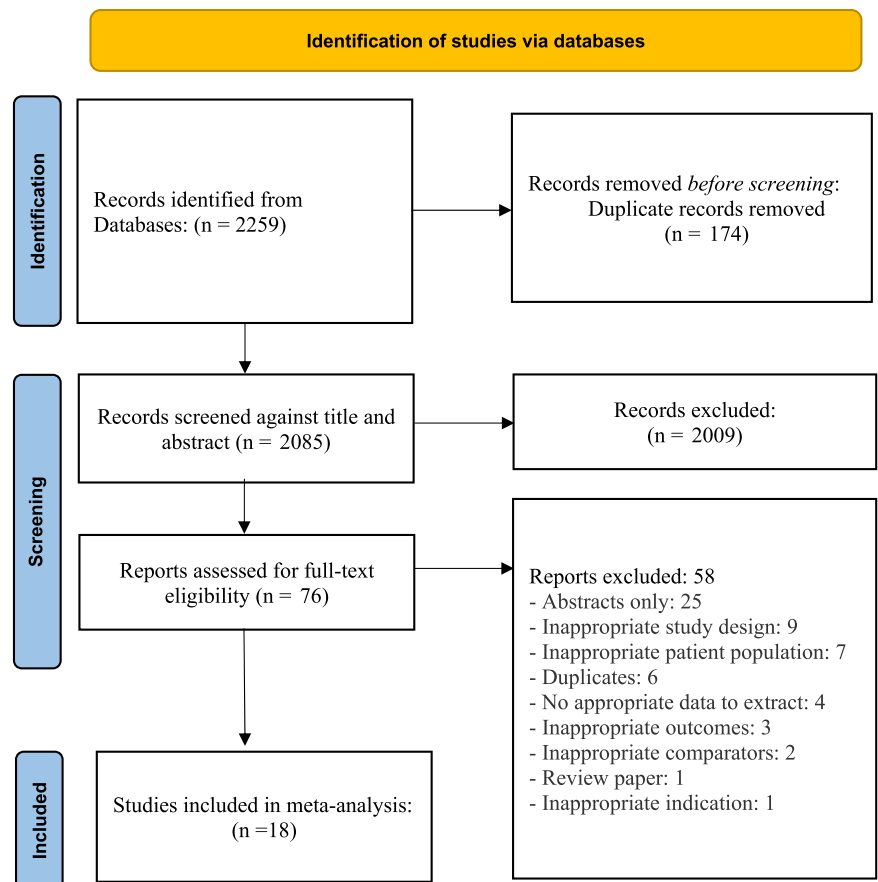 Identification of studies via databases
Identification
Records identified from
Databases: (n = 2259)
Records removed before screening:
Duplicate records removed
(n = 174)
Screening
Records screened against title and
abstract (n = 2085)
Records excluded:
(n = 2009)
Reports assessed for full-text
eligibility (n = 76)
Reports excluded: 58
- Abstracts only: 25
- Inappropriate study design: 9
- Inappropriate patient population: 7
- Duplicates: 6
- No appropriate data to extract: 4
- Inappropriate outcomes: 3
- Inappropriate comparators: 2
- Review paper: 1
- Inappropriate indication: 1
Included
Studies included in meta-analysis:
(n =18)